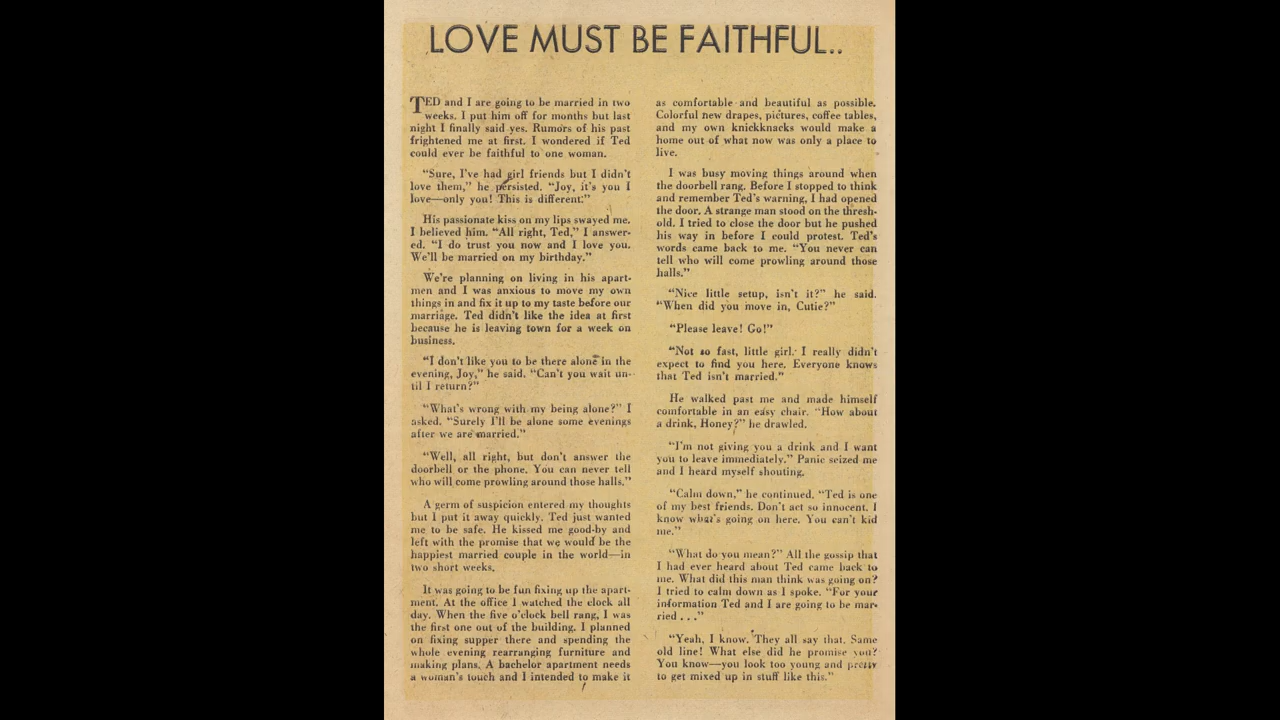 LOVE MUST BE FAITHFUL..
TED and I are going to be married in two
weeks. I put him off for months but last
night I finally said yes. Rumors of his past
frightened me at first. I wondered if Ted
could ever be faithful to one woman.
“Sure, I've had girl friends but I didn't
love them,” he persisted. “Joy, it's you I
love—only you! This is different.”
His passionate kiss on my lips swayed me.
I believed him. “All right, Ted,” I answer-
ed. “I do trust you now and I love you.
We'll be married on my birthday.”
We're planning on living in his apart-
men and I was anxious to move my own
things in and fix it up to my taste before our
marriage. Ted didn't like the idea at first
because he is leaving town for a week on
business.
“I don't like you to be there alone in the
evening, Joy,” he said. “Can't you wait un-
til I return?”
“What's wrong with my being alone?” I
asked. “Surely I'll be alone some evenings
after we are married.”
“Well, all right, but don't answer the
doorbell or the phone. You can never tell
who will come prowling around those halls.”
A germ of suspicion entered my thoughts
but I put it away quickly. Ted just wanted
me to be safe. He kissed me good-by and
left with the promise that we would be the
happiest married couple in the world—in
two short weeks.
It was going to be fun fixing up the apart-
ment. At the office I watched the clock all
day. When the five o'clock bell rang, I was
the first one out of the building. I planned
on fixing supper there and spending the
whole evening rearranging furniture and
making plans. A bachelor apartment needs
a woman's touch and I intended to make it
as comfortable and beautiful as possible.
Colorful new drapes, pictures, coffee tables,
and my own knickknacks would make a
home out of what now was only a place to
live.
I was busy moving things around when
the doorbell rang. Before I stopped to think
and remember Ted's warning, I had opened
the door. A strange man stood on the thresh-
old. I tried to close the door but he pushed
his way in before I could protest. Ted's
words came back to me. “You never can
tell who will come prowling around those
halls.”
“Nice little setup, isn't it?” he said.
“When did you move in, Cutie?”
“Please leave! Go!”
“Not so fast, little girl. I really didn't
expect to find you here. Everyone knows
that Ted isn't married.”
He walked past me and made himself
comfortable in an easy chair. “How about
a drink, Honey?” he drawled.
“I'm not giving you a drink and I want
you to leave immediately.” Panic seized me
and I heard myself shouting.
“Calm down,” he continued. “Ted is one
of my best friends. Don't act so innocent. I
know what's going on here. You can't kid
me.”
“What do you mean?” All the gossip that
I had ever heard about Ted came back to
me. What did this man think was going on?
I tried to calm down as I spoke. “For your
information Ted and I are going to be mar-
ried . . .”
“Yeah, I know. They all say that. Same
old line! What else did he promise you?
You know—you look too young and pretty
to get mixed up in stuff like this.”